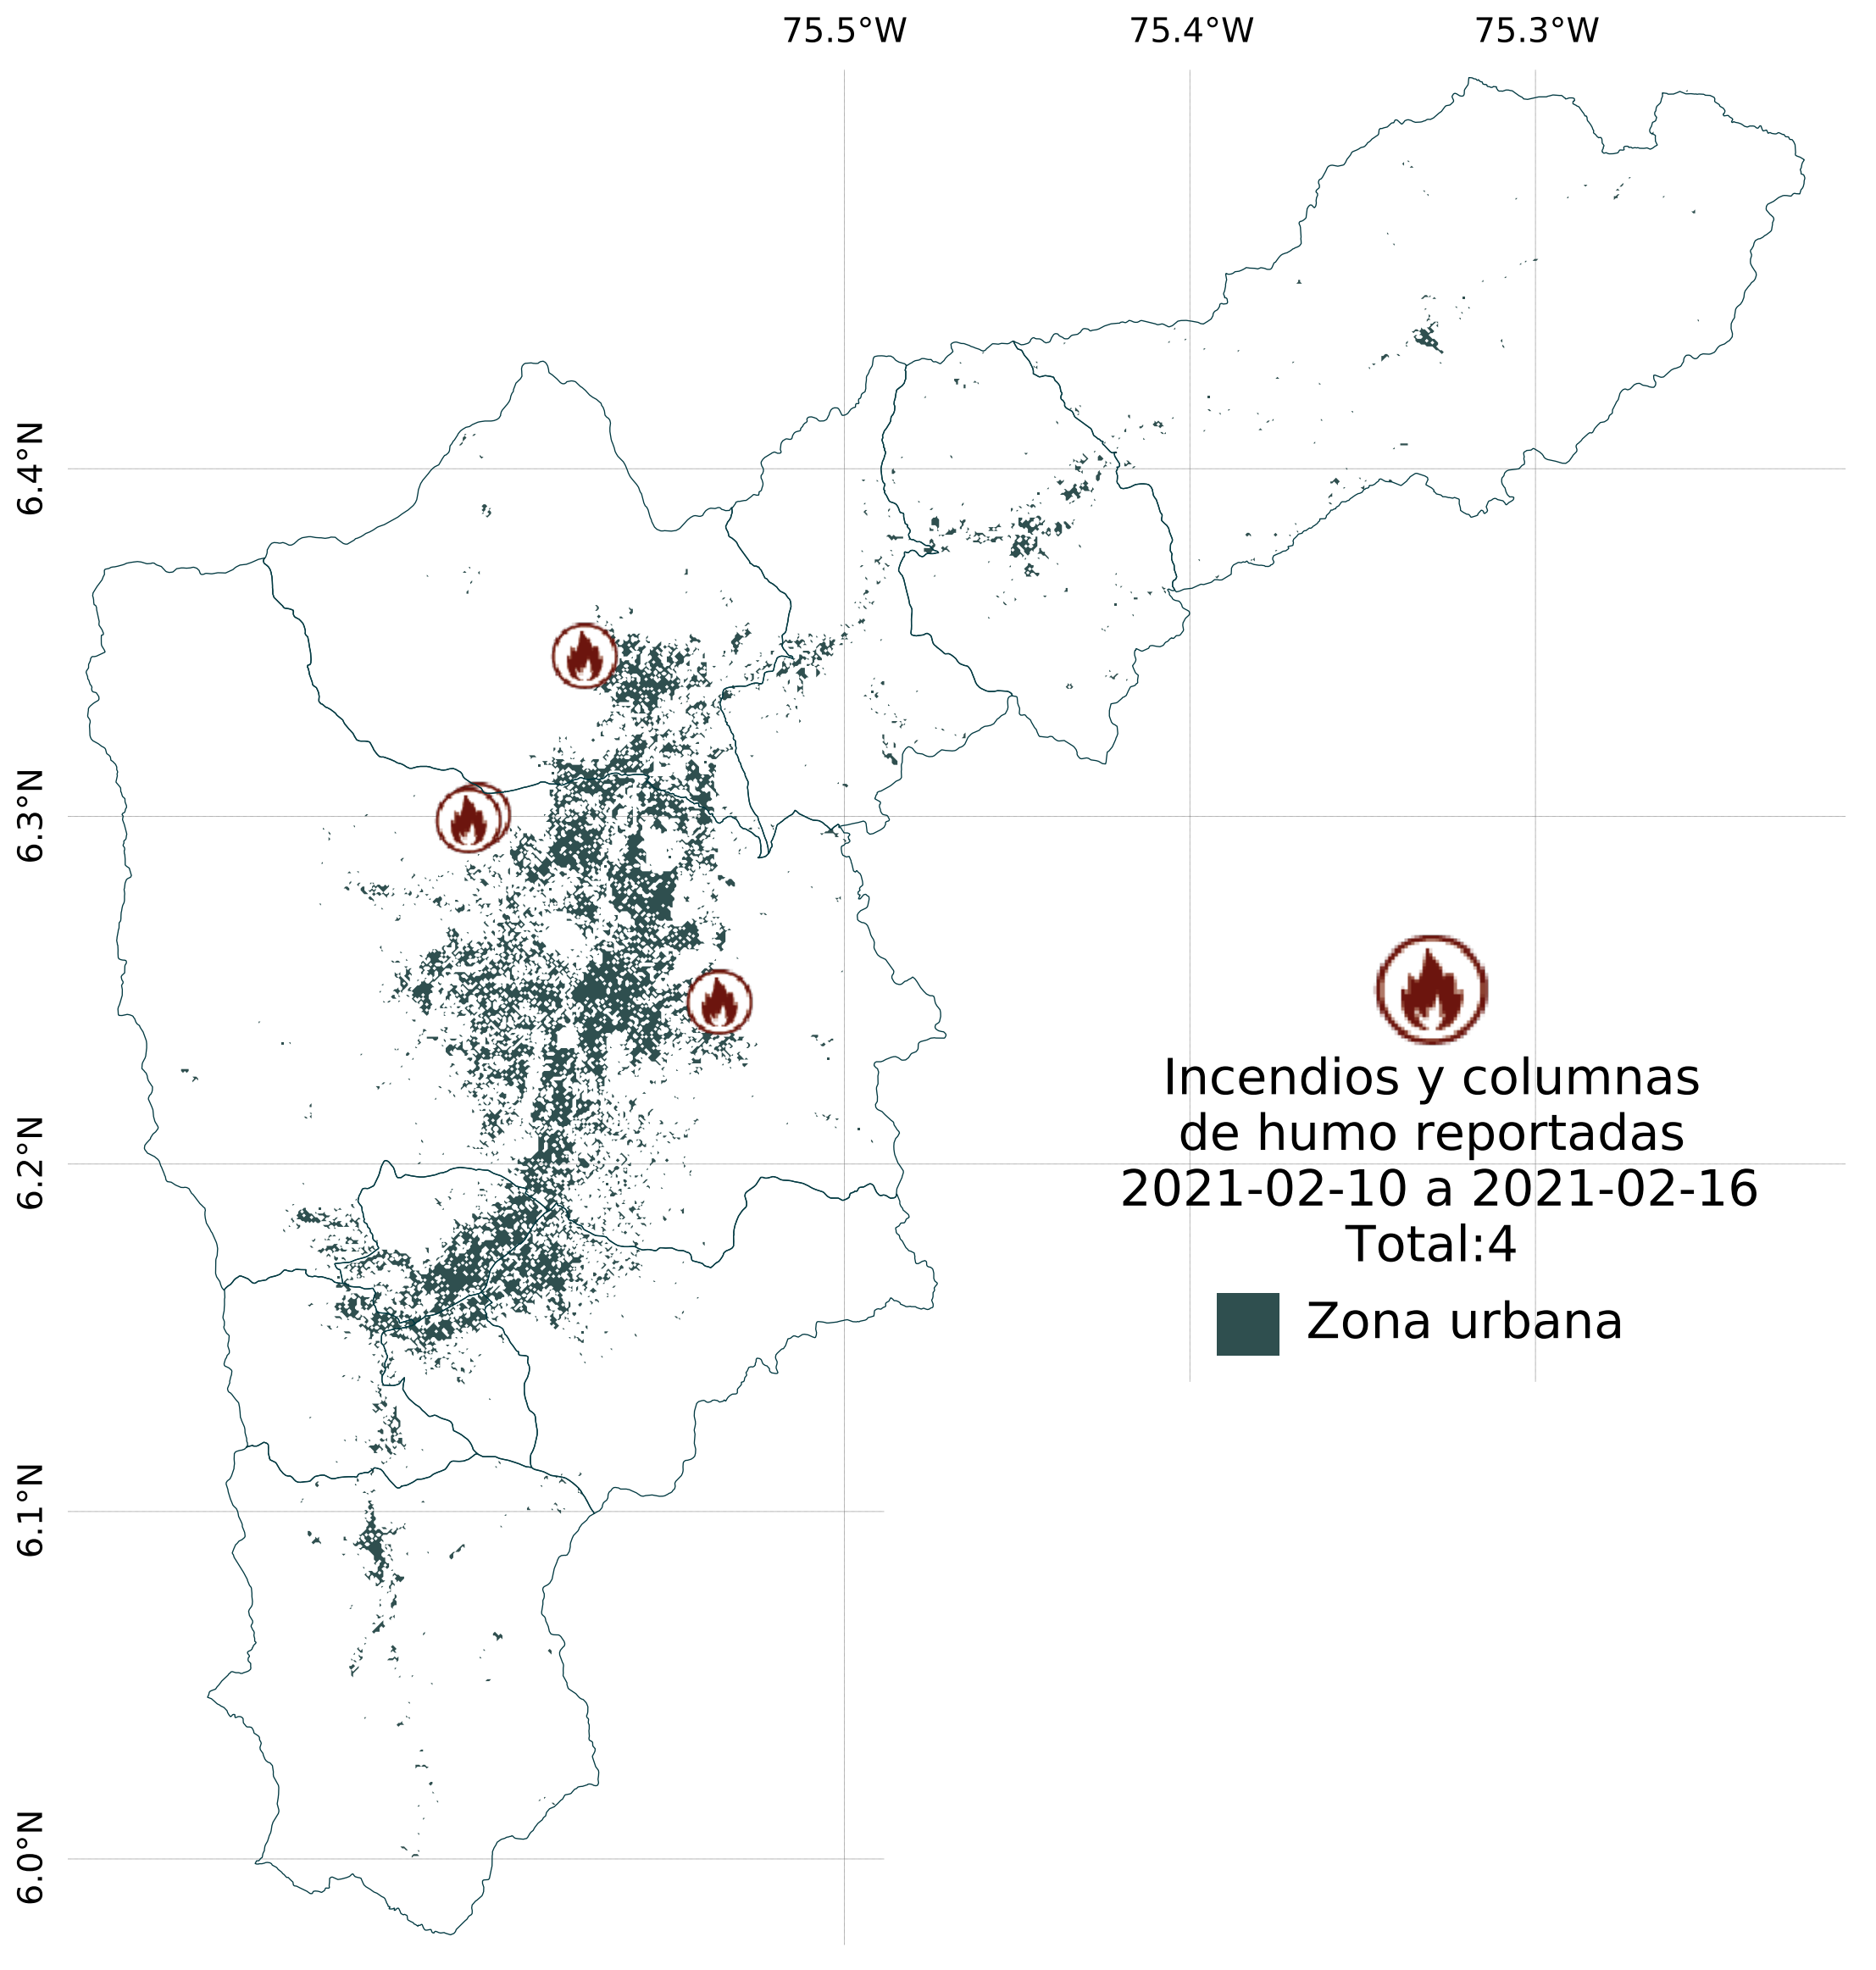 75.5°W 75.4°W 75.3°W
6.4°N
6.3°N
6.2°N
6.1°N
6.0°N
Incendios y columnas
de humo reportadas
2021-02-10 a 2021-02-16
Total:4
Zona urbana